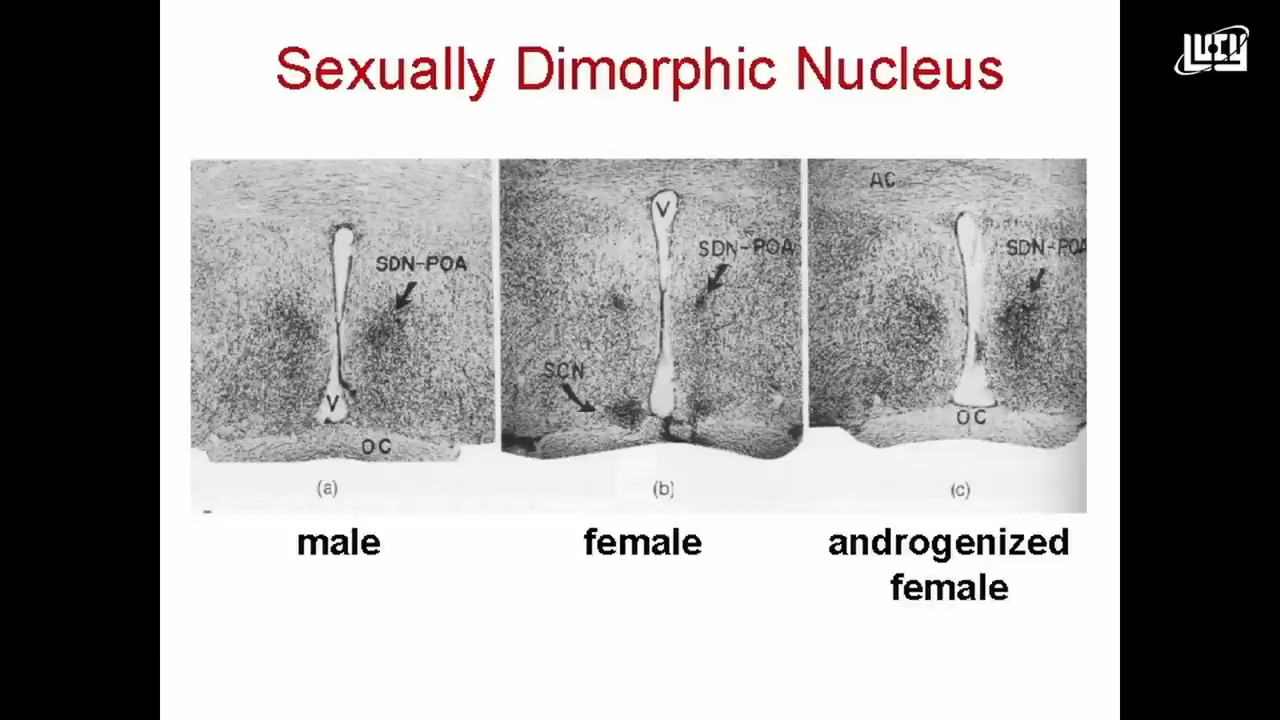 Sexually Dimorphic Nucleus
AC
V
SDN-POA
SDN-POA
SDN-POA
SCN
V
OC
OC
(a)
(b)
(c)
male
female
androgenized
female